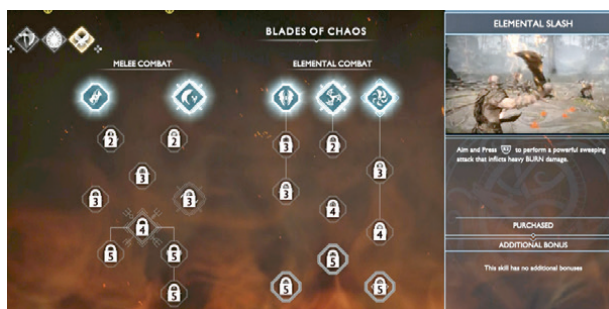 BLADES OF CHAOS
MELEE COMBAT
ELEMENTAL COMBAT
2 2
3
3 3
4
5 5
5
3 2
3
3
4
4
5
5 5
ELEMENTAL SLASH
Aim and Press R2 to perform a powerful sweeping
attack that inflicts heavy BURN damage.
PURCHASED
ADDITIONAL BONUS
This skill has no additional bonuses